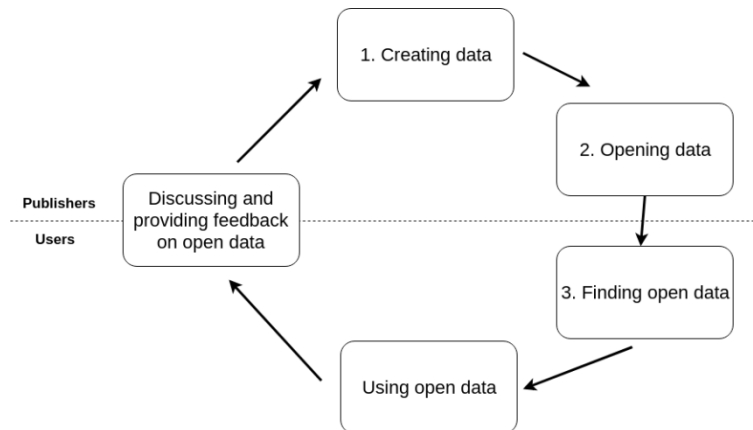 1. Creating data
2. Opening data
Publishers
Discussing and
providing feedback
on open data
Users
3. Finding open data
Using open data